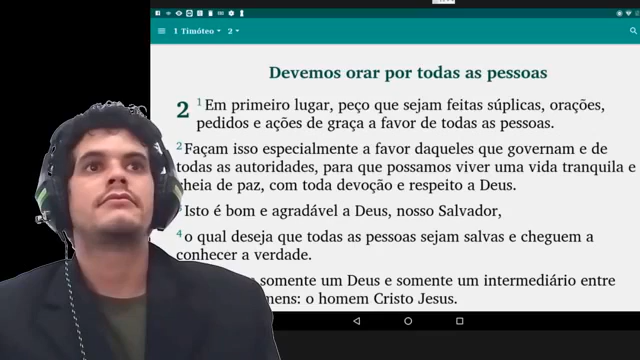 1 Timóteo 2
Devemos orar por todas as pessoas
2 1 Em primeiro lugar, peço que sejam feitas súplicas, orações,
pedidos e ações de graça a favor de todas as pessoas.
2 Façam isso especialmente a favor daqueles que governam e de
todas as autoridades, para que possamos viver uma vida tranquila e
cheia de paz, com toda devoção e respeito a Deus.
Isto é bom e agradável a Deus, nosso Salvador,
4 o qual deseja que todas as pessoas sejam salvas e cheguem a
conhecer a verdade.
somente um Deus e somente um intermediário entre
o homem Cristo Jesus.